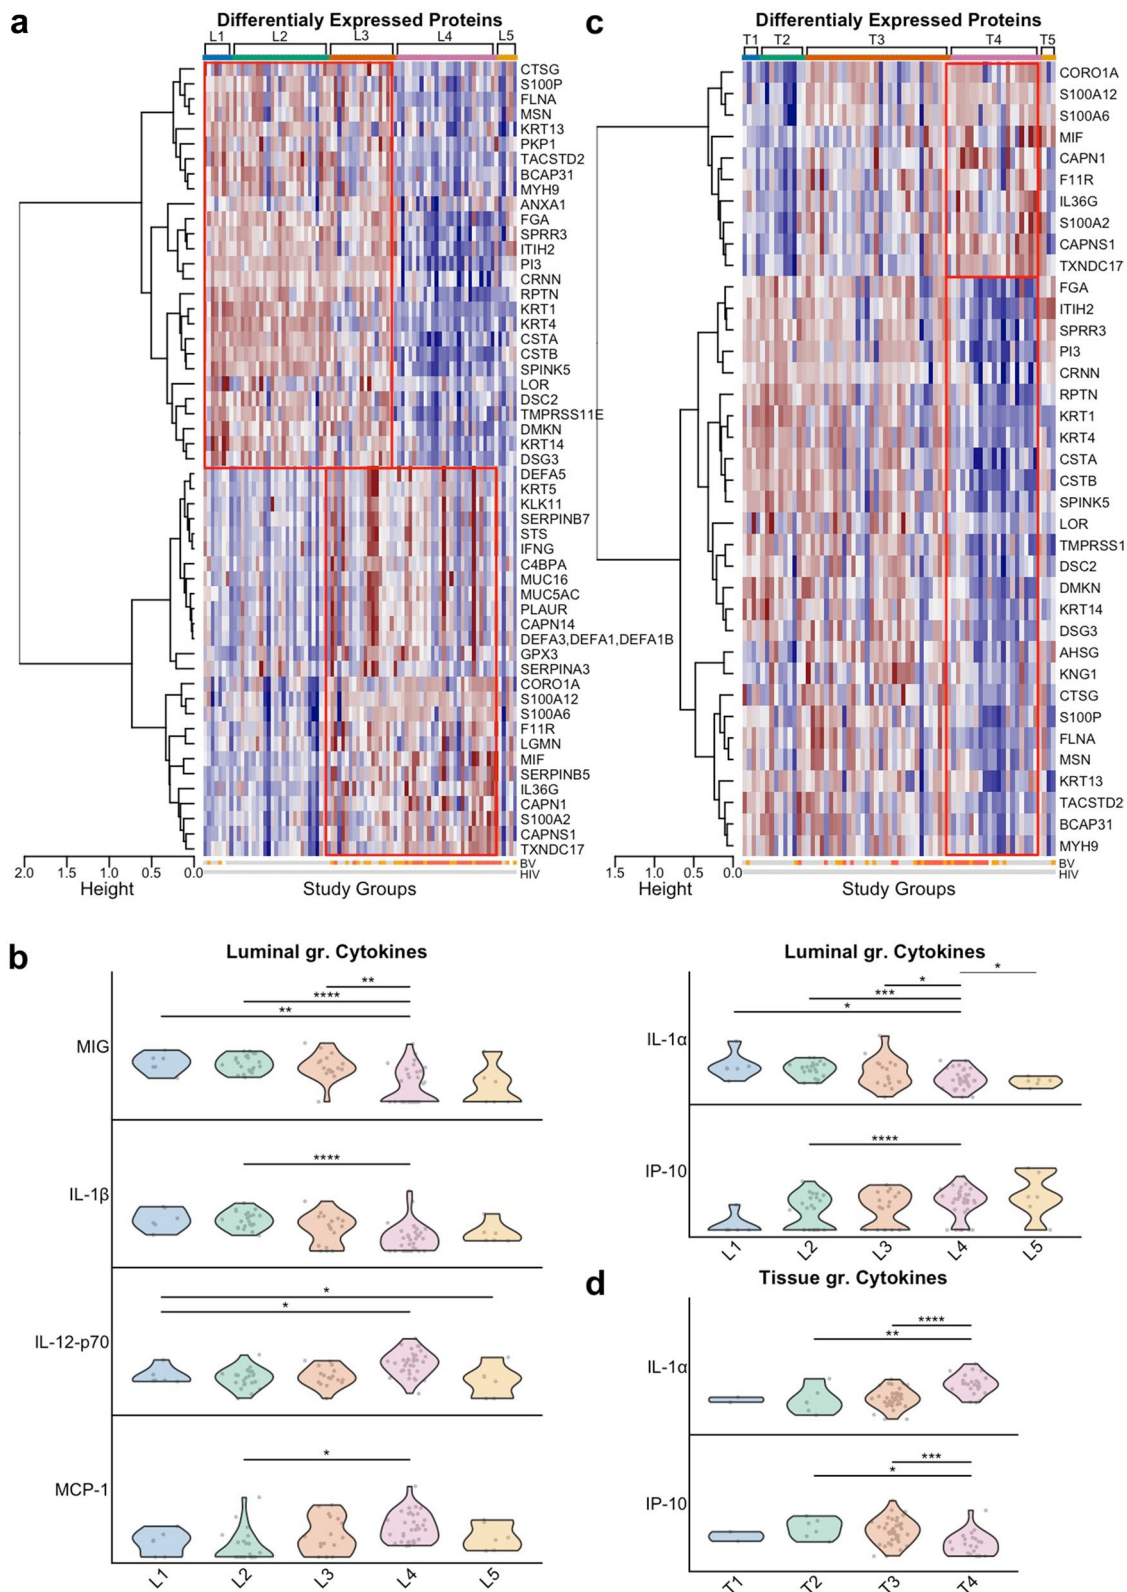 a
Differentialy Expressed Proteins
L1 L2 L3 L4 L5
CTSG
S100P
FLNA
MSN
KRT13
PKP1
TACSTD2
BCAP31
MYH9
ANXA1
FGA
SPRR3
ITIH2
PI3
CRNN
RPTN
KRT1
KRT4
CSTA
CSTB
SPINK5
LOR
DSC2
TMPRSS11E
DMKN
KRT14
DSG3
DEFA5
KRT5
KLK11
SERPINB7
STS
IFNG
C4BPA
MUC16
MUC5AC
PLAUR
CAPN14
DEFA3,DEFA1,DEFA1B
GPX3
SERPINA3
CORO1A
S100A12
S100A6
F11R
LGMN
MIF
SERPINB5
IL36G
CAPN1
S100A2
CAPNS1
TXNDC17
BV
HIV
2.0 1.5 1.0 0.5 0.0
Height
Study Groups
c
Differentialy Expressed Proteins
T1 T2 T3 T4 T5
CORO1A
S100A12
S100A6
MIF
CAPN1
F11R
IL36G
S100A2
CAPNS1
TXNDC17
FGA
ITIH2
SPRR3
PI3
CRNN
RPTN
KRT1
KRT4
CSTA
CSTB
SPINK5
LOR
TMPRSS1
DSC2
DMKN
KRT14
DSG3
AHSG
KNG1
CTSG
S100P
FLNA
MSN
KRT13
TACSTD2
BCAP31
MYH9
BV
HIV
1.5 1.0 0.5 0.0
Height
Study Groups
b
Luminal gr. Cytokines
**
****
**
MIG
****
IL-1β
*
*
IL-12-p70
*
MCP-1
L1 L2 L3 L4 L5
Luminal gr. Cytokines
*
*
***
*
IL-1α
****
IP-10
L1 L2 L3 L4 L5
d
Tissue gr. Cytokines
****
**
IL-1α
***
*
IP-10
T1 T2 T3 T4